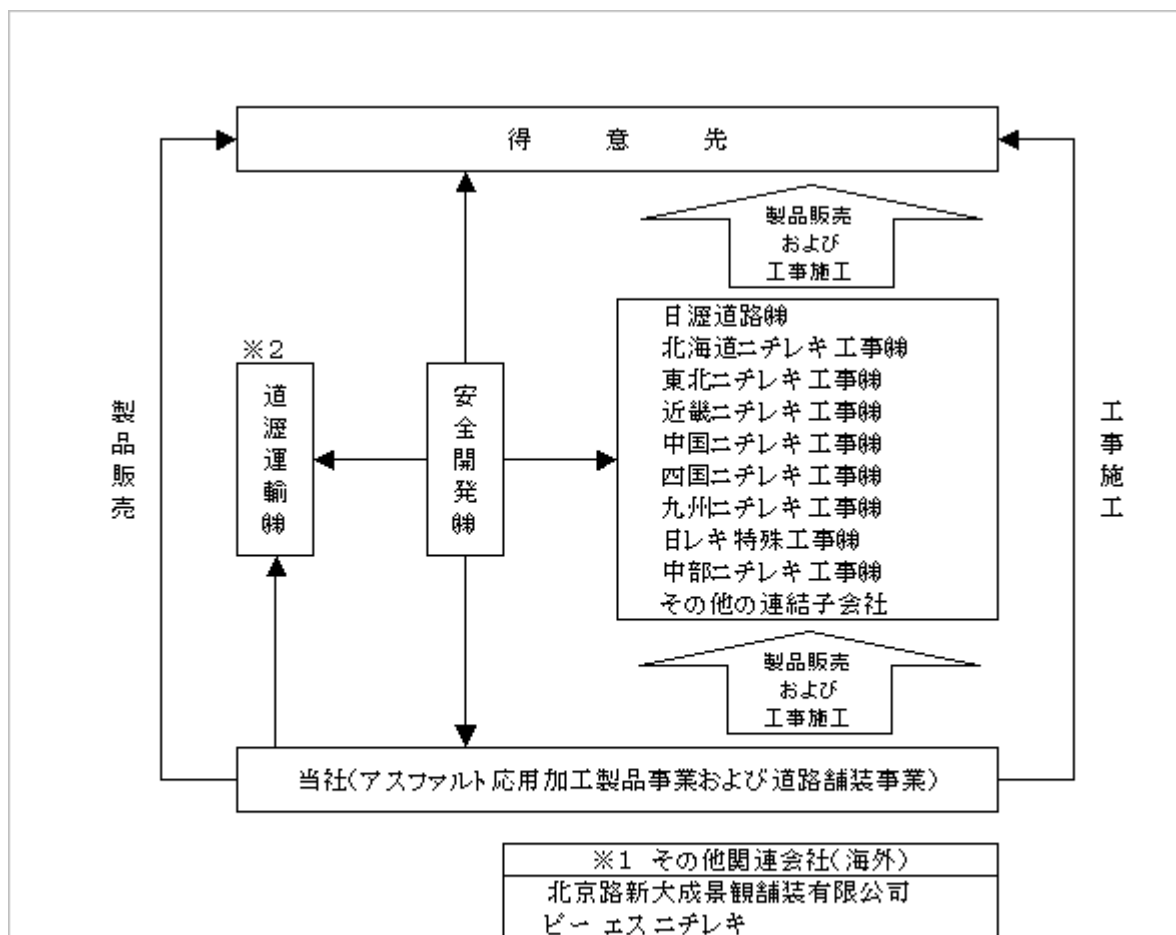 得意先
製品販売
および
工事施工
日瀝道路㈱
北海道ニチレキ工事㈱
東北ニチレキ工事㈱
近畿ニチレキ工事㈱
中国ニチレキ工事㈱
四国ニチレキ工事㈱
九州ニチレキ工事㈱
日レキ特殊工事㈱
中部ニチレキ工事㈱
その他の連結子会社
※2
道瀝運輸㈱
安全開発㈱
製品販売
工事施工
製品販売
および
工事施工
当社(アスファルト応用加工製品事業および道路舗装事業)
※1 その他関連会社(海外)
北京路新大成景観舗装有限公司
ピーエスニチレキ